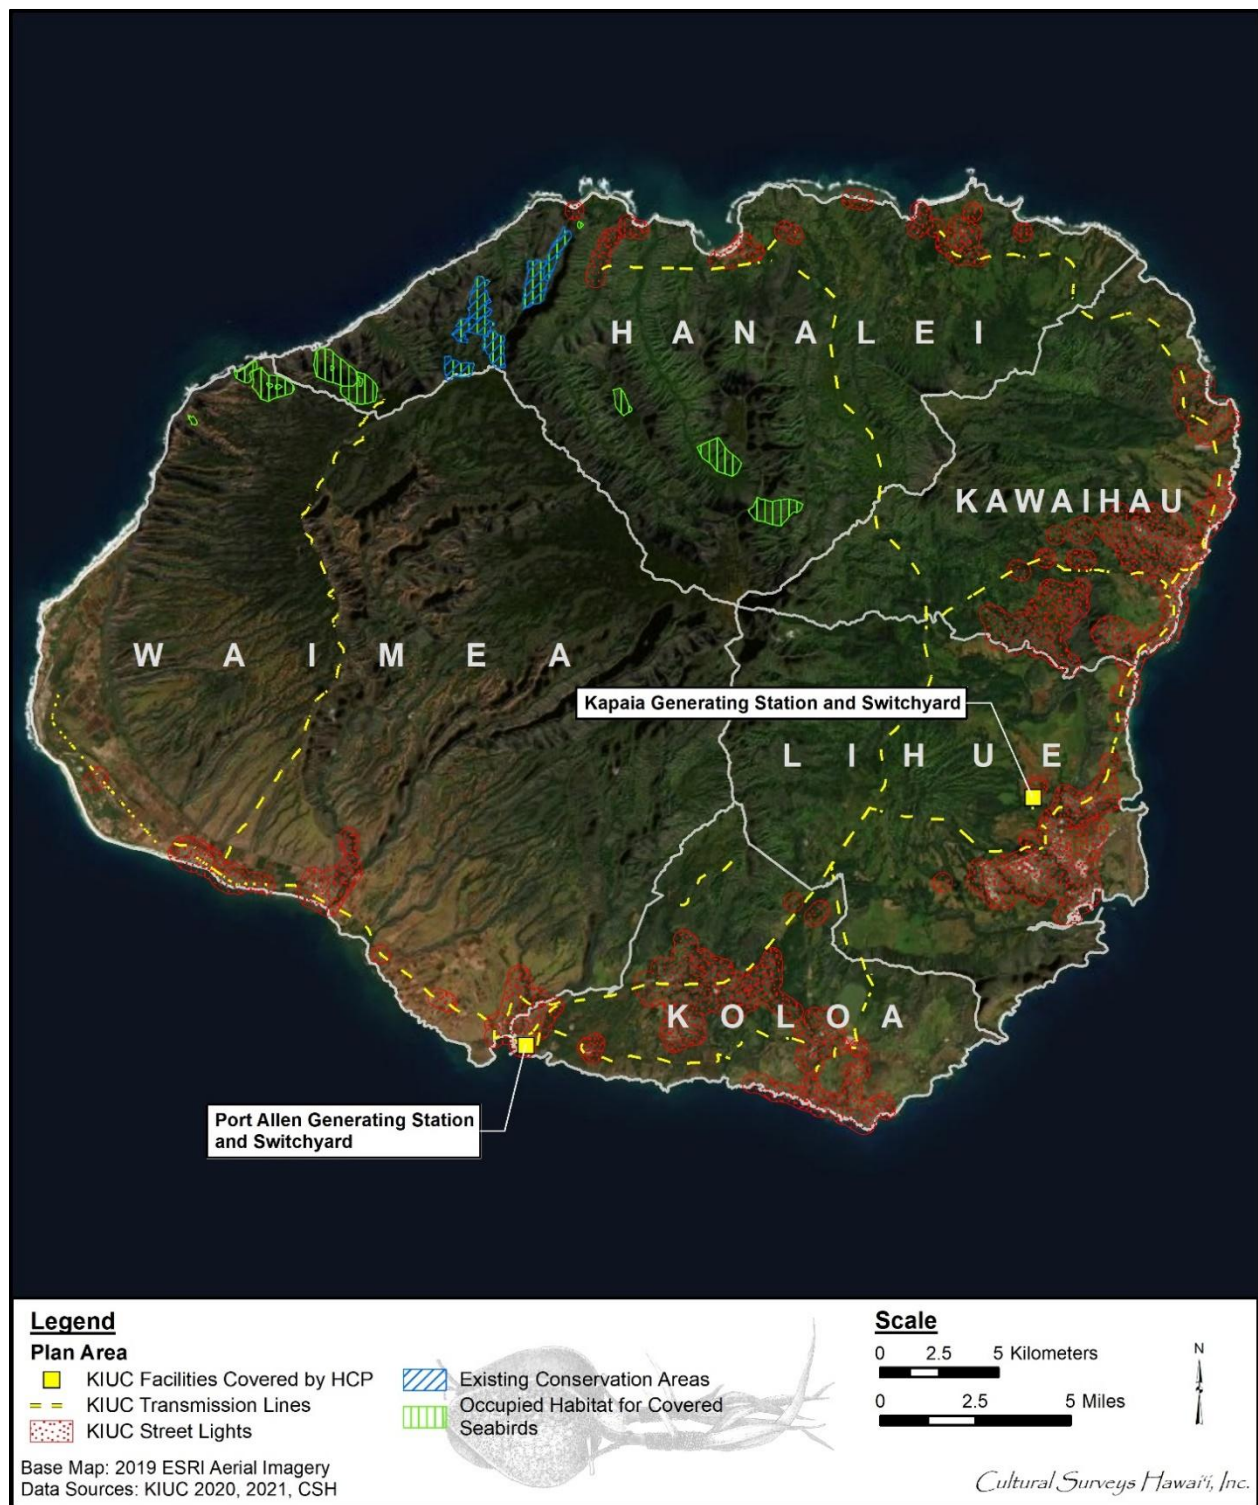 H A N A L E I
K A W A I H A U
W A I M E A
Kapaia Generating Station and Switchyard
L I H U E
K O L O A
Port Allen Generating Station
and Switchyard
Legend
Plan Area
KIUC Facilities Covered by HCP
KIUC Transmission Lines
KIUC Street Lights
Existing Conservation Areas
Occupied Habitat for Covered
Seabirds
Base Map: 2019 ESRI Aerial Imagery
Data Sources: KIUC 2020, 2021, CSH
Scale
0 2.5 5 Kilometers
0 2.5 5 Miles
N
Cultural Surveys Hawaiʻi, Inc.